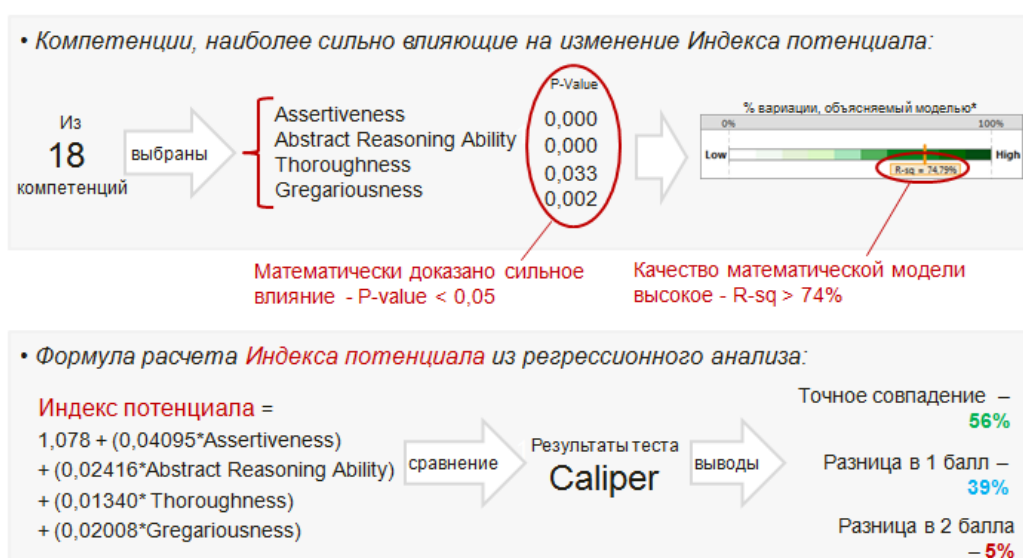 • Компетенции, наиболее сильно влияющие на изменение Индекса потенциала:
Из
18
компетенций
выбраны
Assertiveness
Abstract Reasoning Ability
Thoroughness
Gregariousness
P-Value
0,000
0,000
0,033
0,002
% вариации, объясняемый моделью*
0%
100%
Low
High
R-sq = 74,79%
Математически доказано сильное
влияние - P-value < 0,05
Качество математической модели
высокое - R-sq > 74%
• Формула расчета Индекса потенциала из регрессионного анализа:
Индекс потенциала =
1,078 + (0,04095*Assertiveness)
+ (0,02416*Abstract Reasoning Ability)
+ (0,01340* Thoroughness)
+ (0,02008*Gregariousness)
сравнение
Результаты теста
Caliper
выводы
Точное совпадение –
56%
Разница в 1 балл –
39%
Разница в 2 балла
– 5%